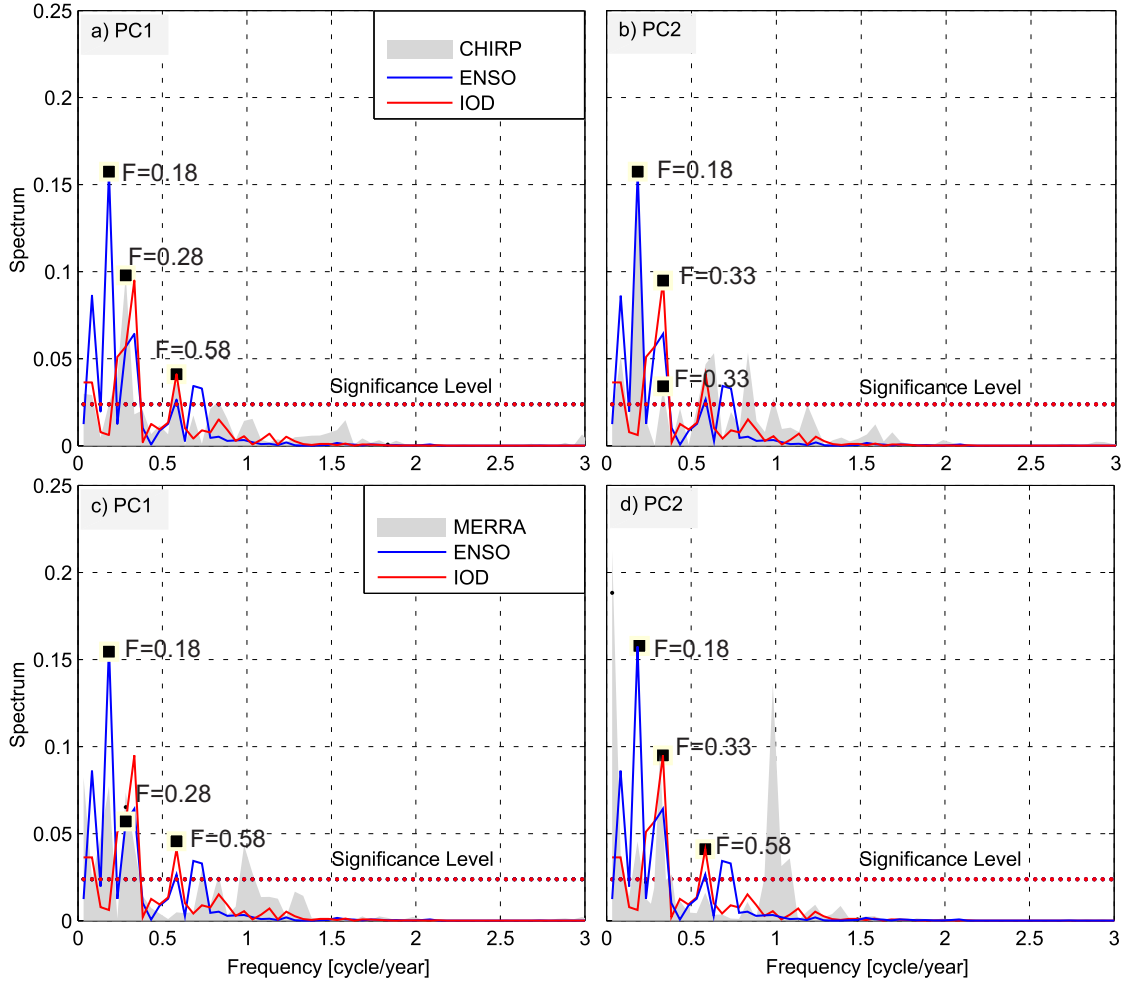 a) PC1
CHIRP
ENSO
IOD
F=0.18
F=0.28
F=0.58
Significance Level
Spectrum
0.25
0.2
0.15
0.1
0.05
0
0 0.5 1 1.5 2 2.5 3
b) PC2
F=0.18
F=0.33
F=0.33
Significance Level
0 0.5 1 1.5 2 2.5 3
c) PC1
MERRA
ENSO
IOD
F=0.18
F=0.28
F=0.58
Significance Level
Spectrum
0.25
0.2
0.15
0.1
0.05
0
0 0.5 1 1.5 2 2.5 3
Frequency [cycle/year]
d) PC2
F=0.18
F=0.33
F=0.58
Significance Level
0 0.5 1 1.5 2 2.5 3
Frequency [cycle/year]